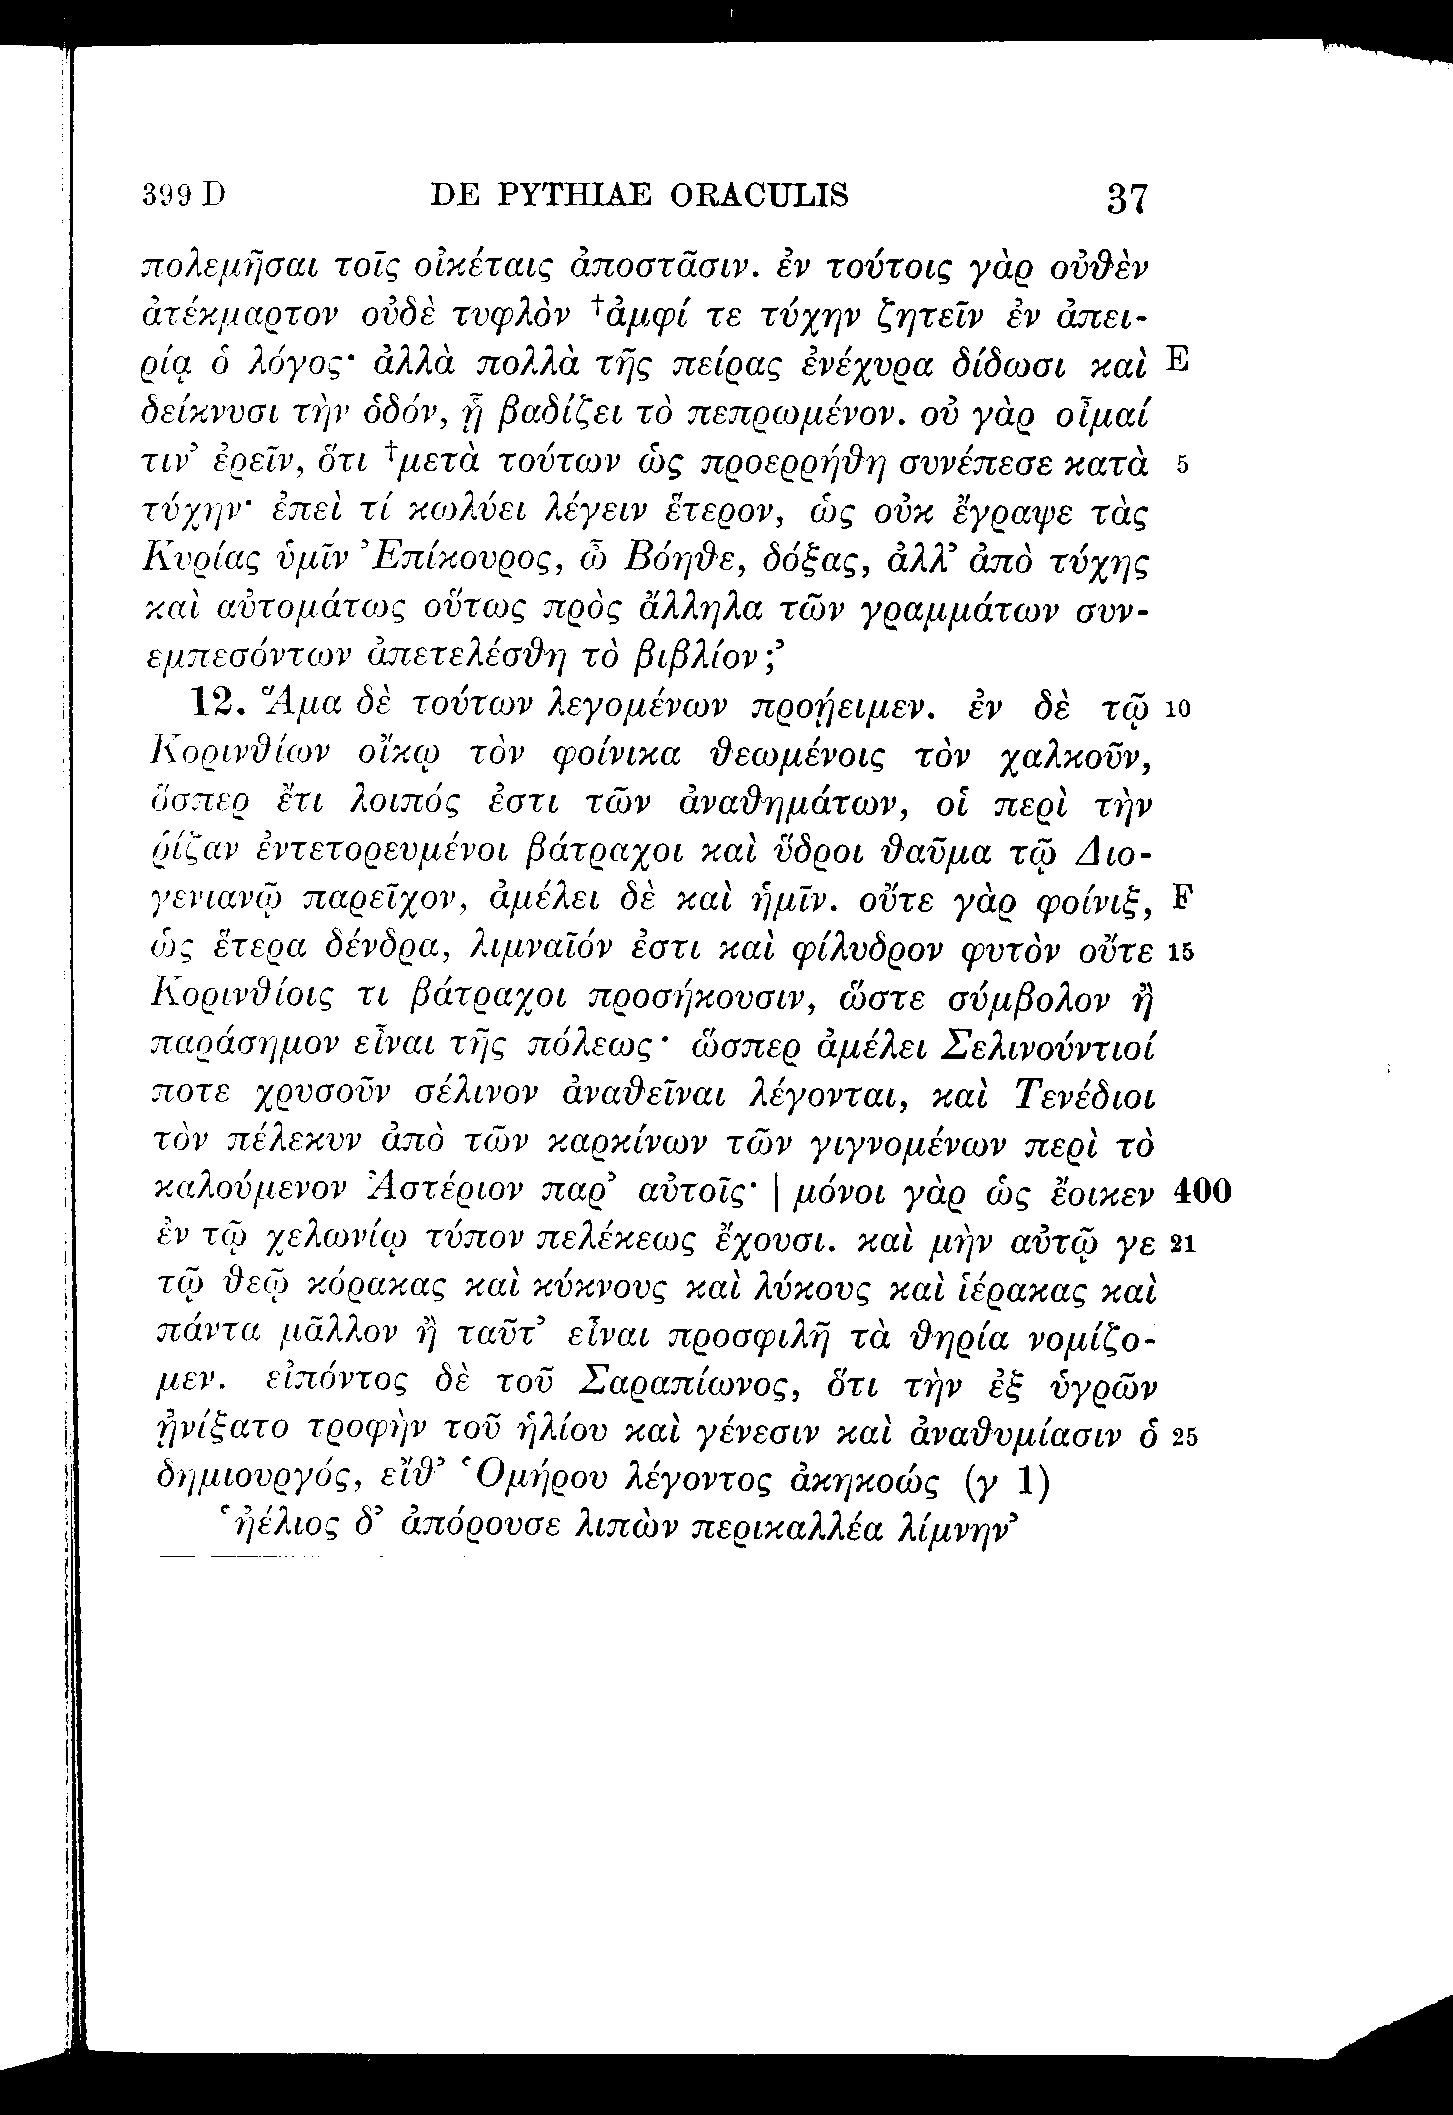 399 D DE PYTHIAE ORACULIS 37
πολεμῆσαι τοῖς οἰκέταις ἀποστᾶσιν. ἐν τούτοις γὰρ οὐθὲν
ἀτέκμαρτον οὐδὲ τυφλὸν †ἀμφί τε τύχην ζητεῖν ἐν ἀπει-
ρίᾳ ὁ λόγος· ἀλλὰ πολλὰ τῆς πείρας ἐνέχυρα δίδωσι καὶ E
δείκνυσι τὴν ὁδόν, ᾗ βαδίζει τὸ πεπρωμένον. οὐ γὰρ οἶμαί
τιν’ ἐρεῖν, ὅτι †μετὰ τούτων ὡς προερρήθη συνέπεσε κατὰ 5
τύχην· ἐπεὶ τί κωλύει λέγειν ἕτερον, ὡς οὐκ ἔγραψε τὰς
Κυρίας ὑμῖν Ἐπίκουρος, ὦ Βόηθε, δόξας, ἀλλ’ ἀπὸ τύχης
καὶ αὐτομάτως οὕτως πρὸς ἄλληλα τῶν γραμμάτων συν-
εμπεσόντων ἀπετελέσθη τὸ βιβλίον;’
12. Ἅμα δὲ τούτων λεγομένων προῄειμεν. ἐν δὲ τῷ 10
Κορινθίων οἴκῳ τὸν φοίνικα θεωμένοις τὸν χαλκοῦν,
ὅσπερ ἔτι λοιπός ἐστι τῶν ἀναθημάτων, οἱ περὶ τὴν
ῥίζαν ἐντετορευμένοι βάτραχοι καὶ ὕδροι θαῦμα τῷ Διο-
γενιανῷ παρεῖχον, ἀμέλει δὲ καὶ ἡμῖν. οὔτε γὰρ φοίνιξ, F
ὡς ἕτερα δένδρα, λιμναῖόν ἐστι καὶ φίλυδρον φυτὸν οὔτε 15
Κορινθίοις τι βάτραχοι προσήκουσιν, ὥστε σύμβολον ἢ
παράσημον εἶναι τῆς πόλεως· ὥσπερ ἀμέλει Σελινούντιοί
ποτε χρυσοῦν σέλινον ἀναθεῖναι λέγονται, καὶ Τενέδιοι
τὸν πέλεκυν ἀπὸ τῶν καρκίνων τῶν γιγνομένων περὶ τὸ
καλούμενον Ἀστέριον παρ’ αὐτοῖς· | μόνοι γὰρ ὡς ἔοικεν 400
ἐν τῷ χελωνίῳ τύπον πελέκεως ἔχουσι. καὶ μὴν αὐτῷ γε 21
τῷ θεῷ κόρακας καὶ κύκνους καὶ λύκους καὶ ἱέρακας καὶ
πάντα μᾶλλον ἢ ταῦτ’ εἶναι προσφιλῆ τὰ θηρία νομίζο-
μεν. εἰπόντος δὲ τοῦ Σαραπίωνος, ὅτι τὴν ἐξ ὑγρῶν
ᾐνίξατο τροφὴν τοῦ ἡλίου καὶ γένεσιν καὶ ἀναθυμίασιν ὁ 25
δημιουργός, εἴθ’ Ὁμήρου λέγοντος ἀκηκοώς (γ 1)
‘ἠέλιος δ’ ἀπόρουσε λιπὼν περικαλλέα λίμνην’